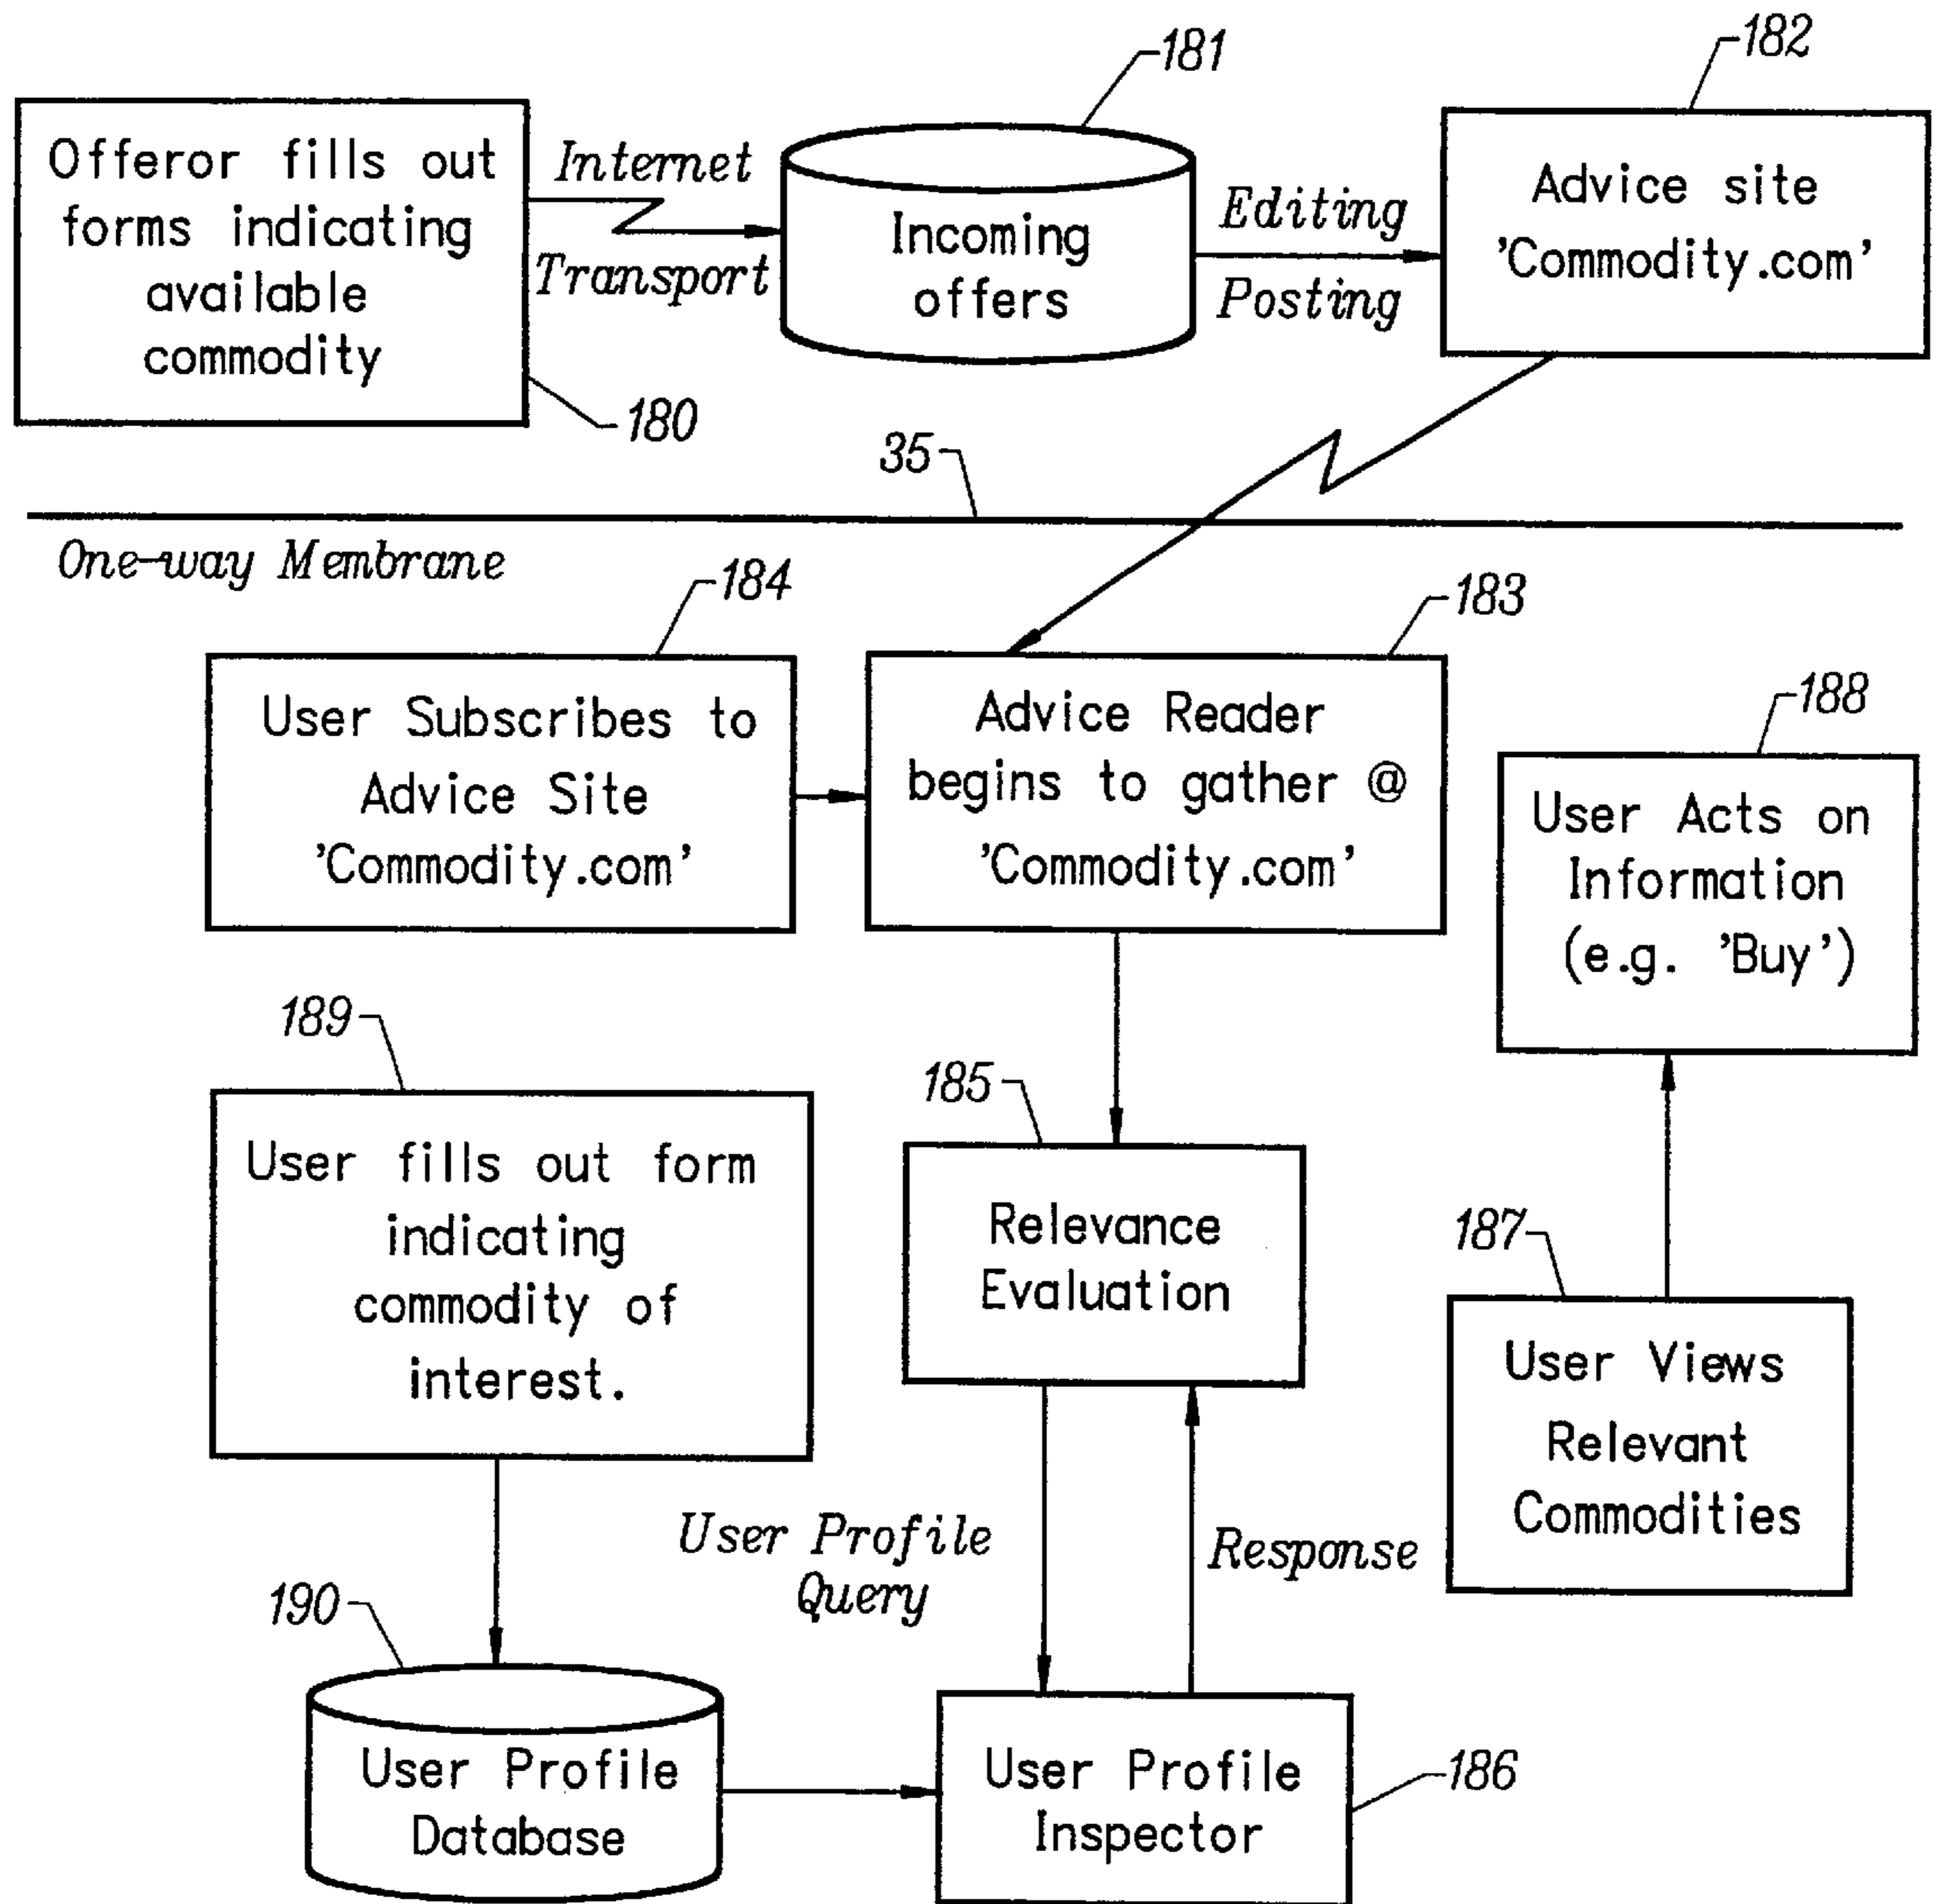 181
182
Offeror fills out
forms indicating
available
commodity
180
Internet
Transport
Incoming
offers
Editing
Posting
Advice site
'Commodity.com'
35
One-way Membrane
184
User Subscribes to
Advice Site
'Commodity.com'
183
Advice Reader
begins to gather @
'Commodity.com'
188
User Acts on
Information
(e.g. 'Buy')
189
User fills out form
indicating
commodity of
interest.
185
Relevance
Evaluation
187
User Views
Relevant
Commodities
User Profile
Query
Response
190
User Profile
Database
User Profile
Inspector
186